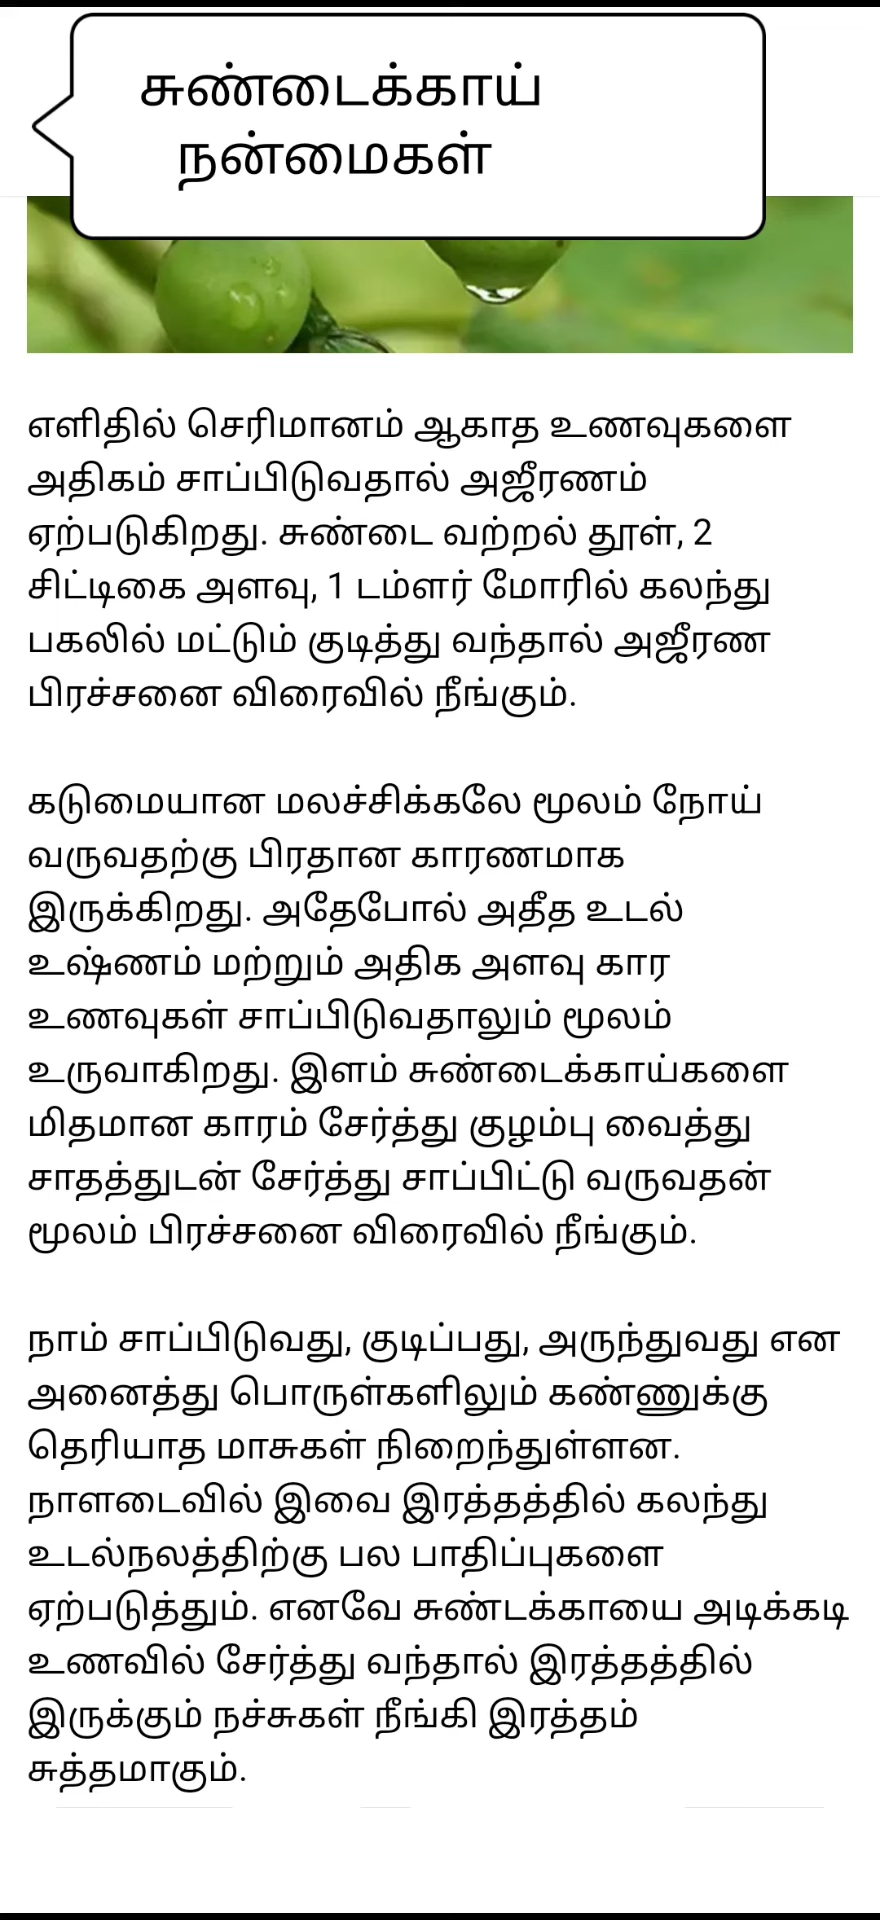 சுண்டைக்காய்
நன்மைகள்
எளிதில் செரிமானம் ஆகாத உணவுகளை
அதிகம் சாப்பிடுவதால் அஜீரணம்
ஏற்படுகிறது. சுண்டை வற்றல் தூள், 2
சிட்டிகை அளவு, 1 டம்ளர் மோரில் கலந்து
பகலில் மட்டும் குடித்து வந்தால் அஜீரண
பிரச்சனை விரைவில் நீங்கும்.
கடுமையான மலச்சிக்கலே மூலம் நோய்
வருவதற்கு பிரதான காரணமாக
இருக்கிறது. அதேபோல் அதீத உடல்
உஷ்ணம் மற்றும் அதிக அளவு கார
உணவுகள் சாப்பிடுவதாலும் மூலம்
உருவாகிறது. இளம் சுண்டைக்காய்களை
மிதமான காரம் சேர்த்து குழம்பு வைத்து
சாதத்துடன் சேர்த்து சாப்பிட்டு வருவதன்
மூலம் பிரச்சனை விரைவில் நீங்கும்.
நாம் சாப்பிடுவது, குடிப்பது, அருந்துவது என
அனைத்து பொருள்களிலும் கண்ணுக்கு
தெரியாத மாசுகள் நிறைந்துள்ளன.
நாளடைவில் இவை இரத்தத்தில் கலந்து
உடல்நலத்திற்கு பல பாதிப்புகளை
ஏற்படுத்தும். எனவே சுண்டக்காயை அடிக்கடி
உணவில் சேர்த்து வந்தால் இரத்தத்தில்
இருக்கும் நச்சுகள் நீங்கி இரத்தம்
சுத்தமாகும்.